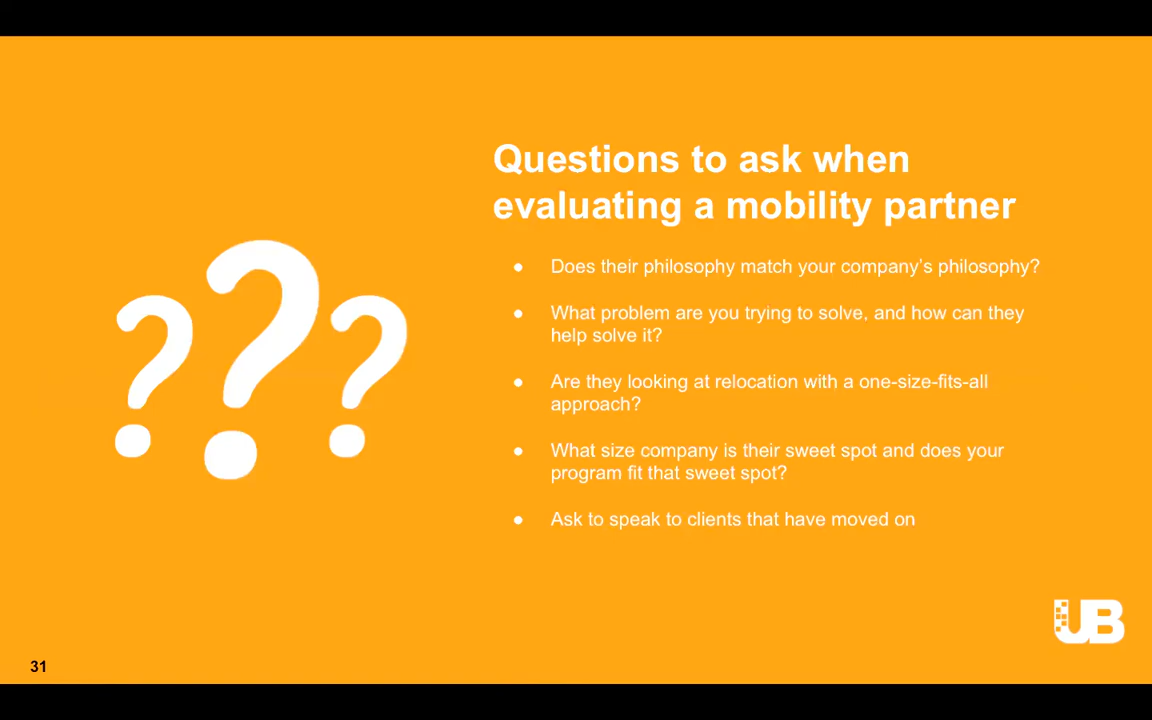 Questions to ask when
evaluating a mobility partner
● Does their philosophy match your company's philosophy?
● What problem are you trying to solve, and how can they
help solve it?
● Are they looking at relocation with a one-size-fits-all
approach?
● What size company is their sweet spot and does your
program fit that sweet spot?
● Ask to speak to clients that have moved on
???
UB
31